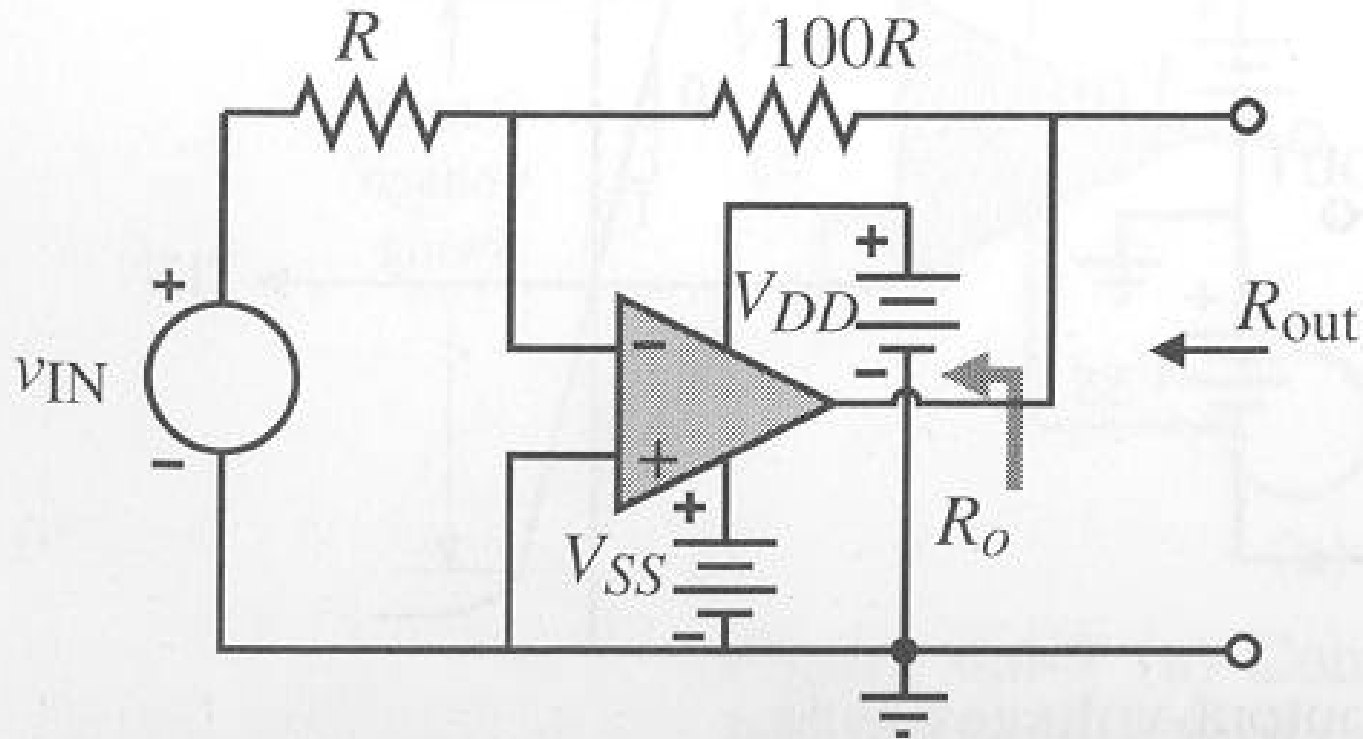 R
100R
+
V_DD
-
R_out
+
v_IN
-
-
+
+
V_SS
-
R_o